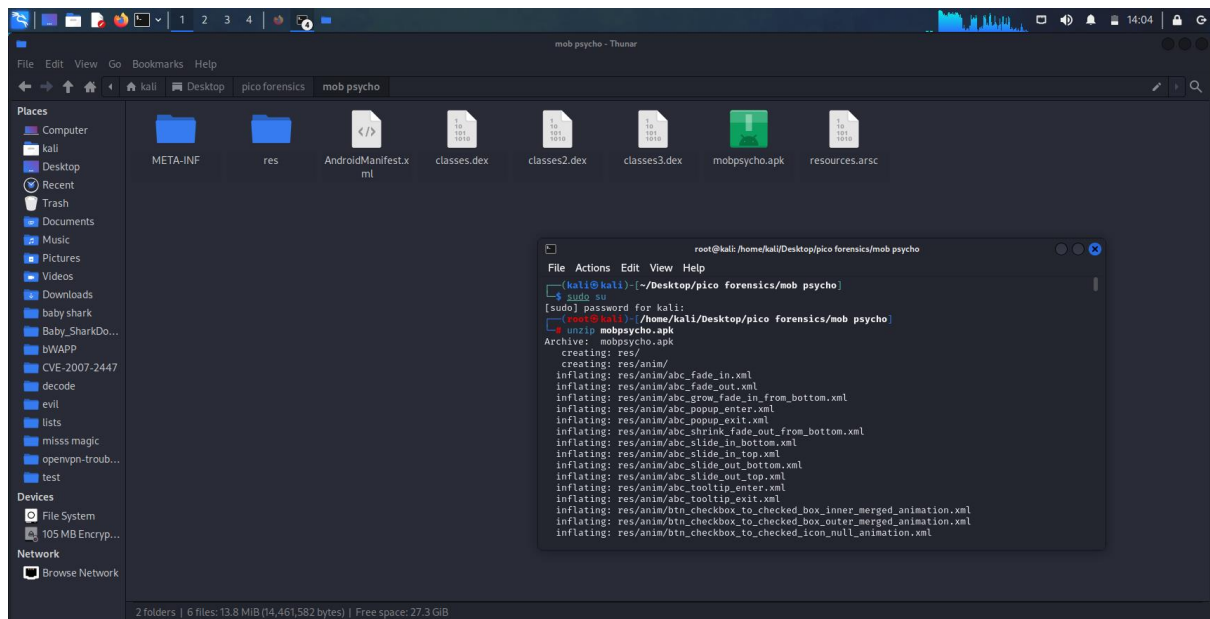 1 2 3 4
4
14:04
mob psycho - Thunar
File Edit View Go Bookmarks Help
kali Desktop pico forensics mob psycho
Places
Computer
kali
Desktop
Recent
Trash
Documents
Music
Pictures
Videos
Downloads
baby shark
Baby_SharkDo...
bWAPP
CVE-2007-2447
decode
evil
lists
misss magic
openvpn-troub...
test
Devices
File System
105 MB Encryp...
Network
Browse Network
META-INF
res
AndroidManifest.x
ml
classes.dex
classes2.dex
classes3.dex
mobpsycho.apk
resources.arsc
root@kali: /home/kali/Desktop/pico forensics/mob psycho
File Actions Edit View Help
(kali㉿kali)-[~/Desktop/pico forensics/mob psycho]
$ sudo su
[sudo] password for kali:
(root㉿kali)-[/home/kali/Desktop/pico forensics/mob psycho]
# unzip mobpsycho.apk
Archive: mobpsycho.apk
creating: res/
creating: res/anim/
inflating: res/anim/abc_fade_in.xml
inflating: res/anim/abc_fade_out.xml
inflating: res/anim/abc_grow_fade_in_from_bottom.xml
inflating: res/anim/abc_popup_enter.xml
inflating: res/anim/abc_popup_exit.xml
inflating: res/anim/abc_shrink_fade_out_from_bottom.xml
inflating: res/anim/abc_slide_in_bottom.xml
inflating: res/anim/abc_slide_in_top.xml
inflating: res/anim/abc_slide_out_bottom.xml
inflating: res/anim/abc_slide_out_top.xml
inflating: res/anim/abc_tooltip_enter.xml
inflating: res/anim/abc_tooltip_exit.xml
inflating: res/anim/btn_checkbox_to_checked_box_inner_merged_animation.xml
inflating: res/anim/btn_checkbox_to_checked_box_outer_merged_animation.xml
inflating: res/anim/btn_checkbox_to_checked_icon_null_animation.xml
2 folders | 6 files: 13.8 MiB (14,461,582 bytes) | Free space: 27.3 GiB